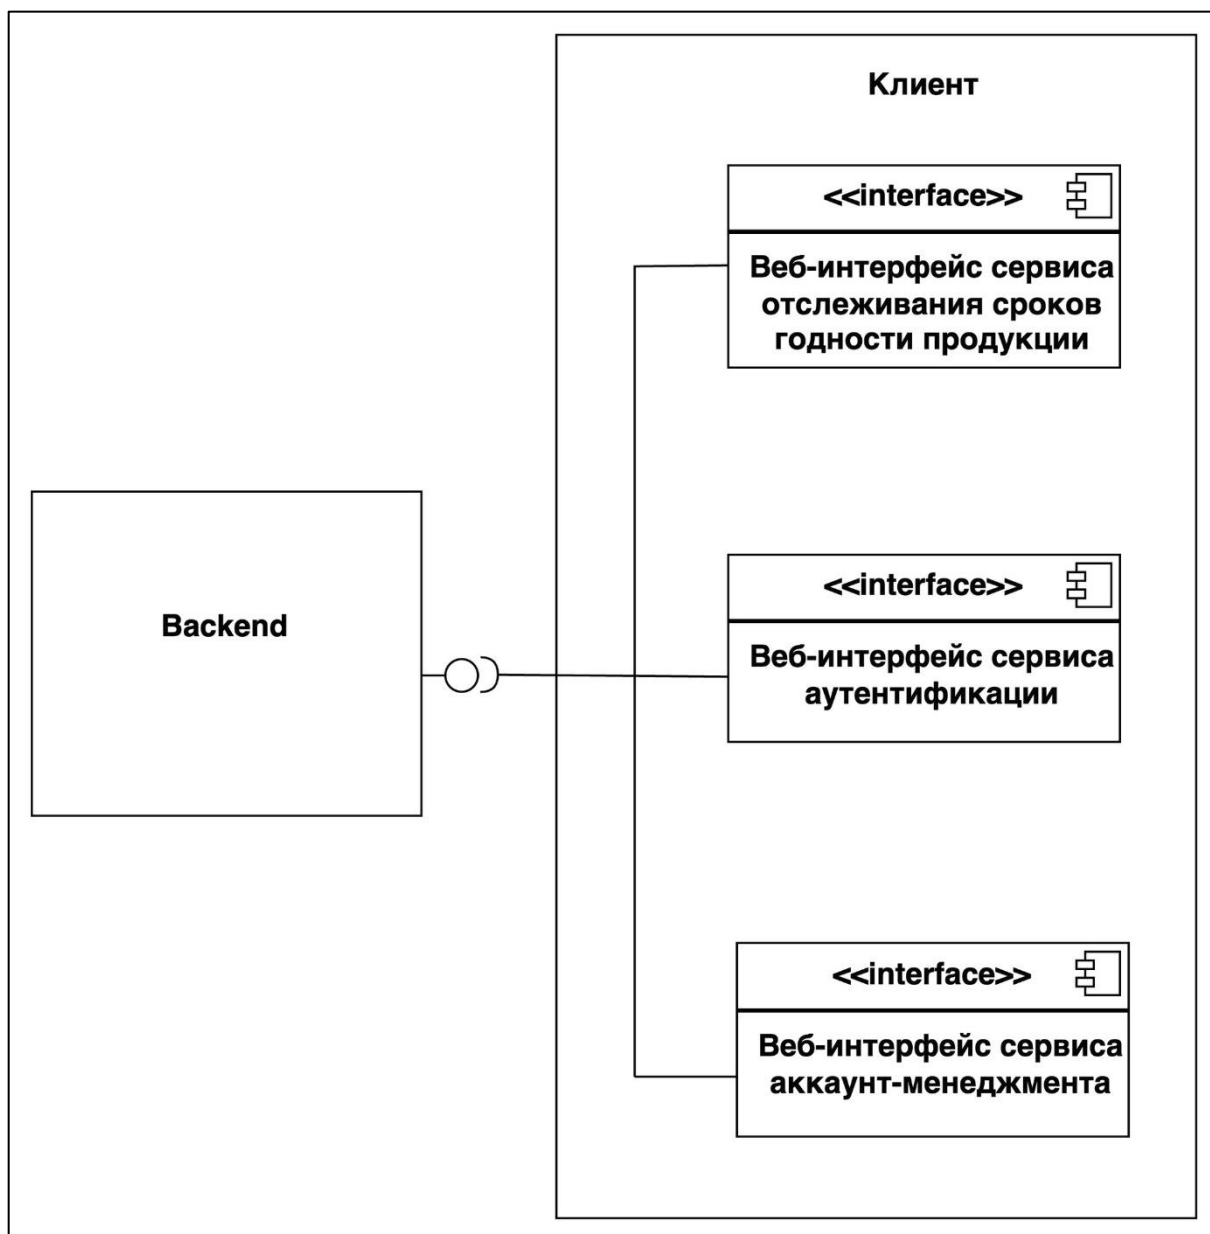 Клиент
<<interface>>
Веб-интерфейс сервиса
отслеживания сроков
годности продукции
Backend
<<interface>>
Веб-интерфейс сервиса
аутентификации
<<interface>>
Веб-интерфейс сервиса
аккаунт-менеджмента